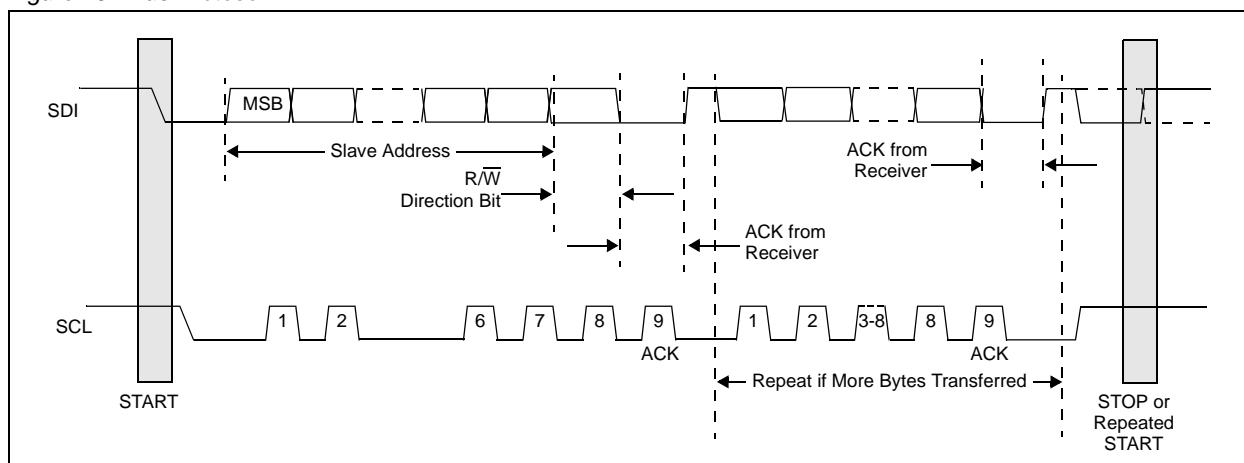 SDI
MSB
Slave Address
R/W̅
Direction Bit
ACK from
Receiver
ACK from
Receiver
SCL
1 2 6 7 8 9 1 2 3-8 8 9
ACK ACK
Repeat if More Bytes Transferred
START
STOP or
Repeated
START